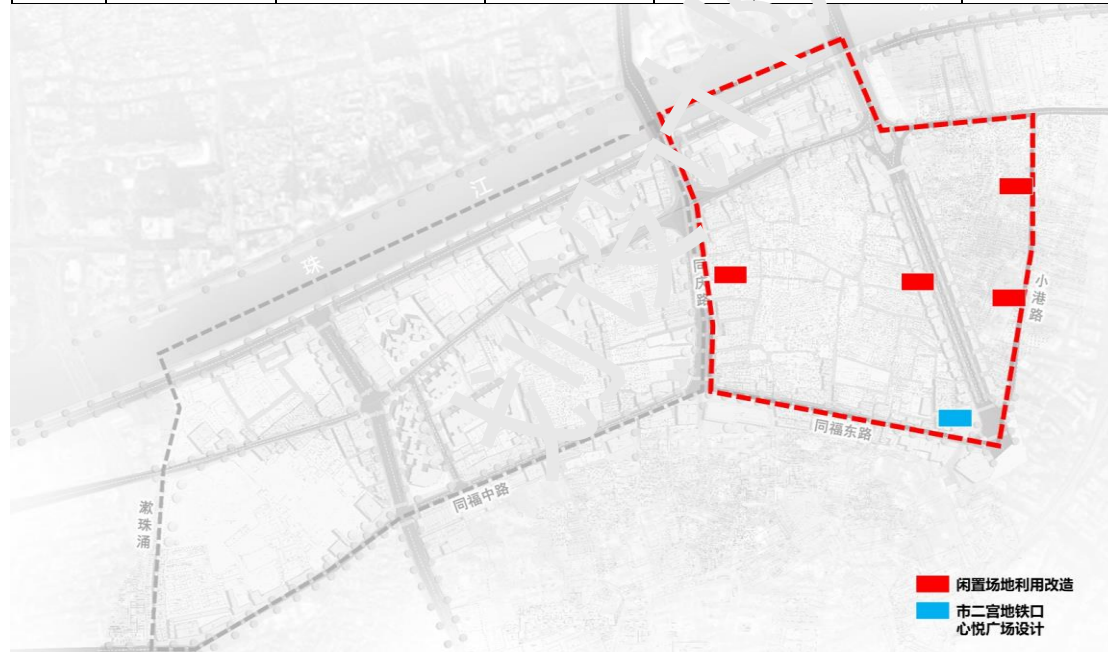 珠江
同庆路
小港路
同福东路
同福中路
漱珠涌
闲置场地利用改造
市二宫地铁口
心悦广场设计